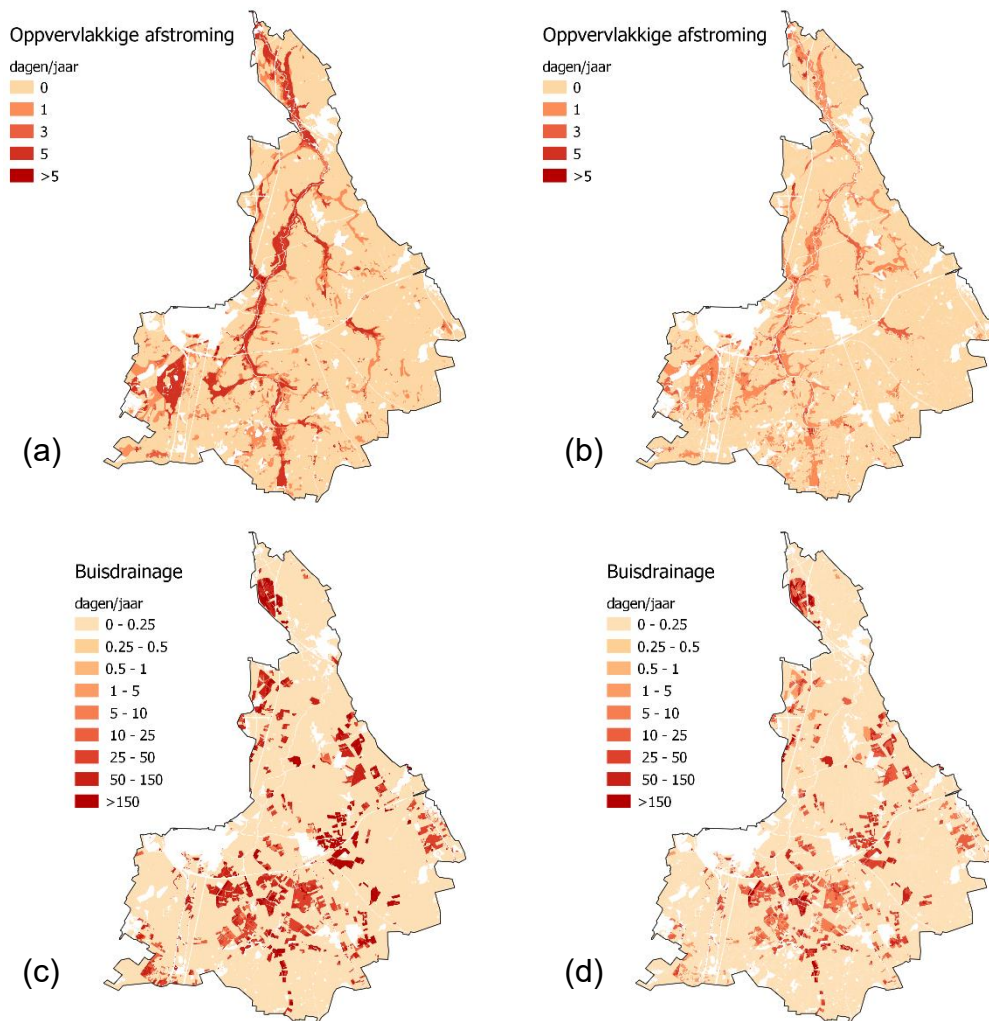 Oppvervlakkige afstroming
dagen/jaar
0
1
3
5
>5
(a)
Oppvervlakkige afstroming
dagen/jaar
0
1
3
5
>5
(b)
Buisdrainage
dagen/jaar
0 - 0.25
0.25 - 0.5
0.5 - 1
1 - 5
5 - 10
10 - 25
25 - 50
50 - 150
>150
(c)
Buisdrainage
dagen/jaar
0 - 0.25
0.25 - 0.5
0.5 - 1
1 - 5
5 - 10
10 - 25
25 - 50
50 - 150
>150
(d)